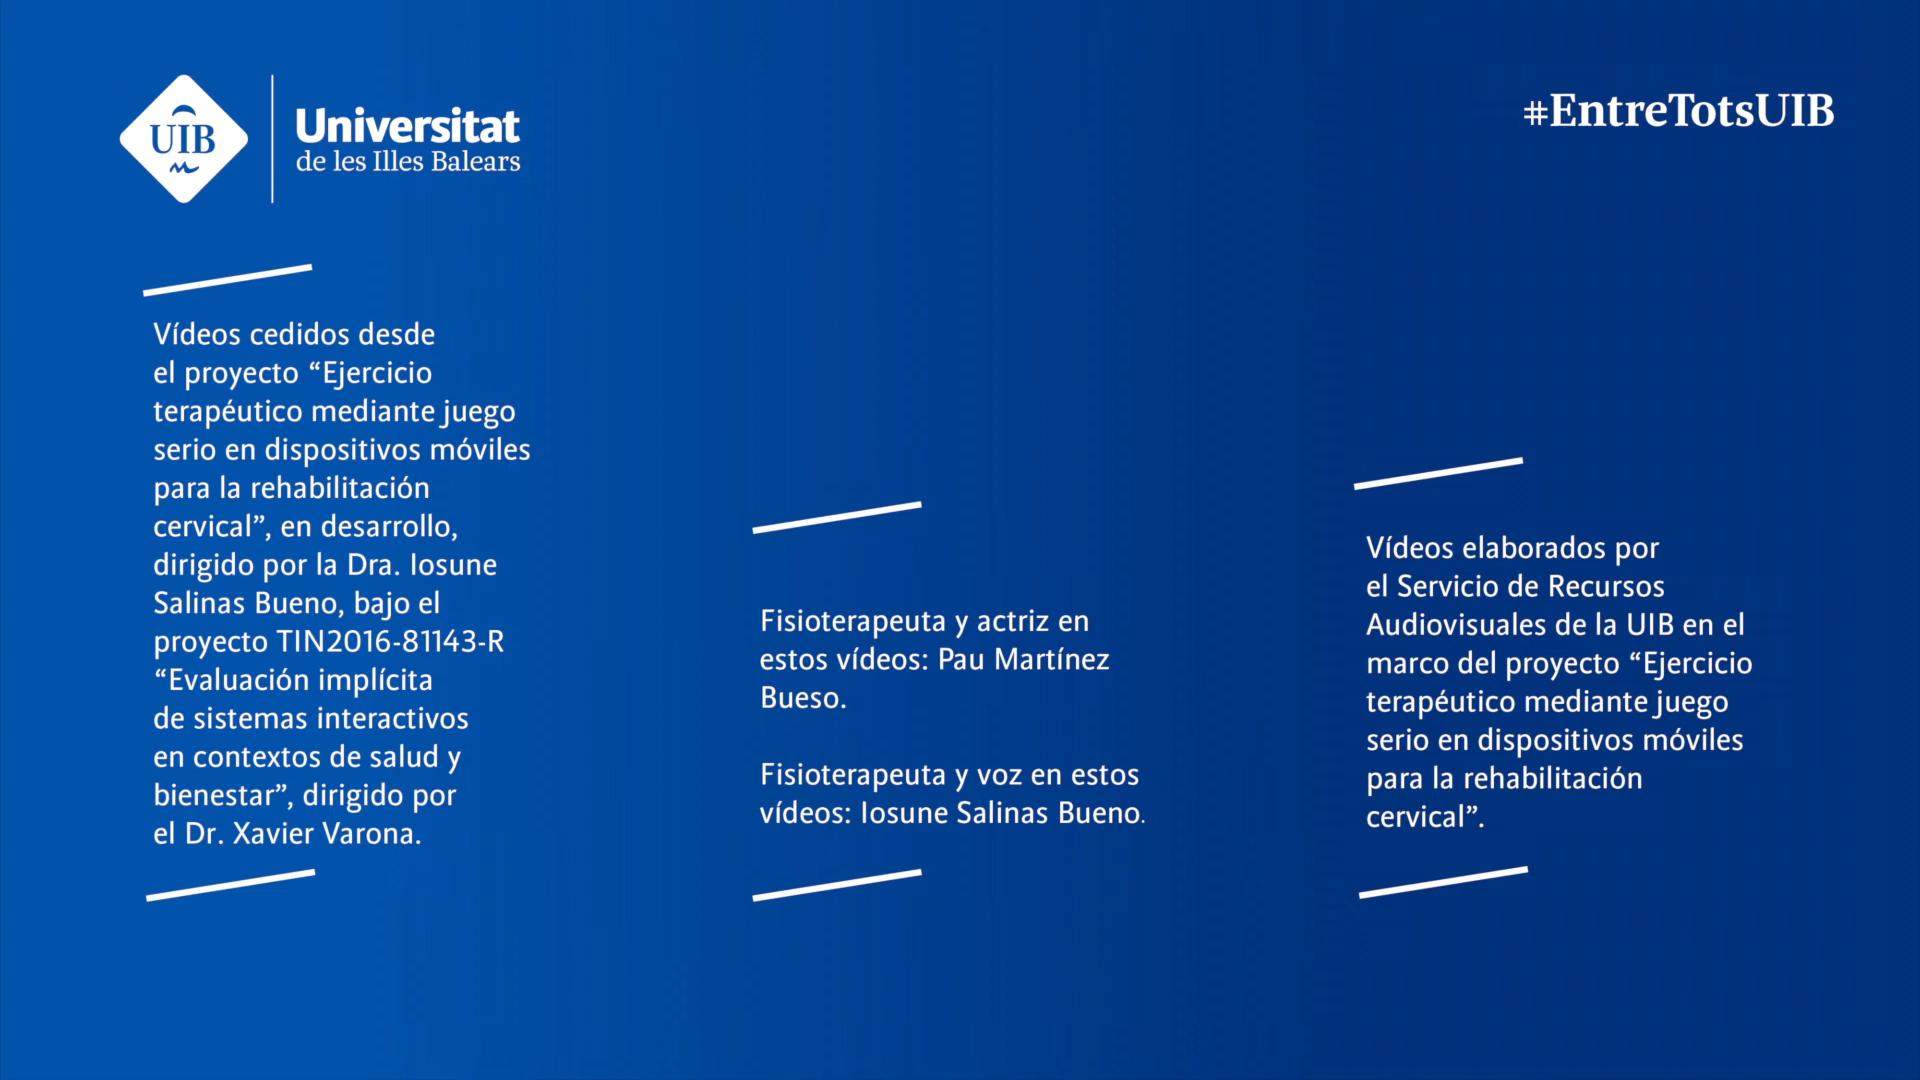 UIB
Universitat
de les Illes Balears
#EntreTotsUIB
Vídeos cedidos desde
el proyecto “Ejercicio
terapéutico mediante juego
serio en dispositivos móviles
para la rehabilitación
cervical”, en desarrollo,
dirigido por la Dra. Iosune
Salinas Bueno, bajo el
proyecto TIN2016-81143-R
“Evaluación implícita
de sistemas interactivos
en contextos de salud y
bienestar”, dirigido por
el Dr. Xavier Varona.
Fisioterapeuta y actriz en
estos vídeos: Pau Martínez
Bueso.
Fisioterapeuta y voz en estos
vídeos: Iosune Salinas Bueno.
Vídeos elaborados por
el Servicio de Recursos
Audiovisuales de la UIB en el
marco del proyecto “Ejercicio
terapéutico mediante juego
serio en dispositivos móviles
para la rehabilitación
cervical”.